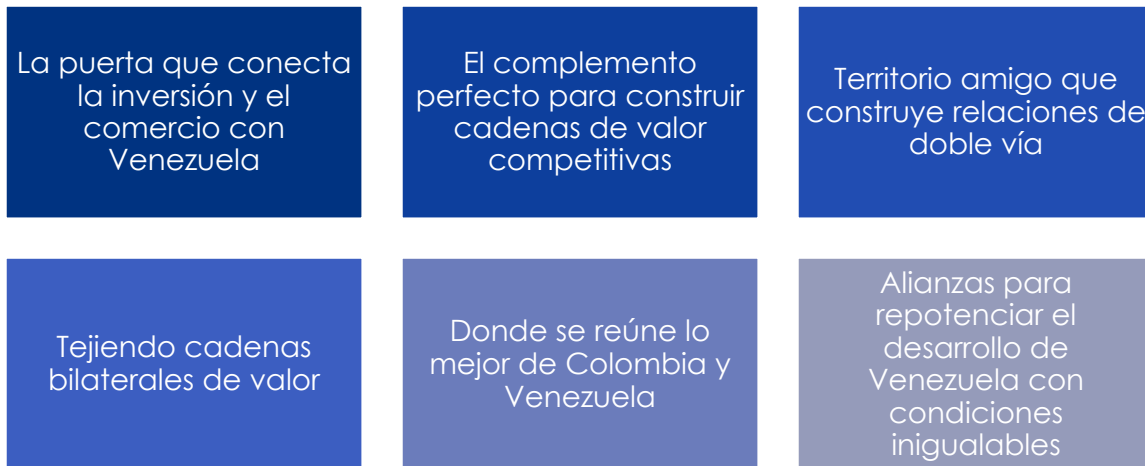 La puerta que conecta
la inversión y el
comercio con
Venezuela
El complemento
perfecto para construir
cadenas de valor
competitivas
Territorio amigo que
construye relaciones de
doble vía
Tejiendo cadenas
bilaterales de valor
Donde se reúne lo
mejor de Colombia y
Venezuela
Alianzas para
repotenciar el
desarrollo de
Venezuela con
condiciones
inigualables